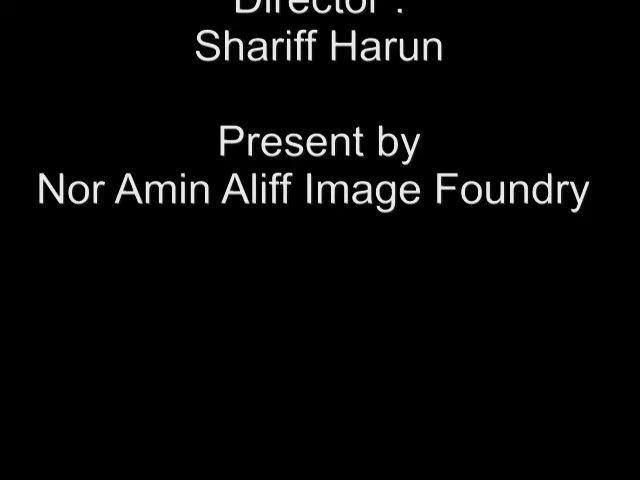 Director :
Shariff Harun
Present by
Nor Amin Aliff Image Foundry